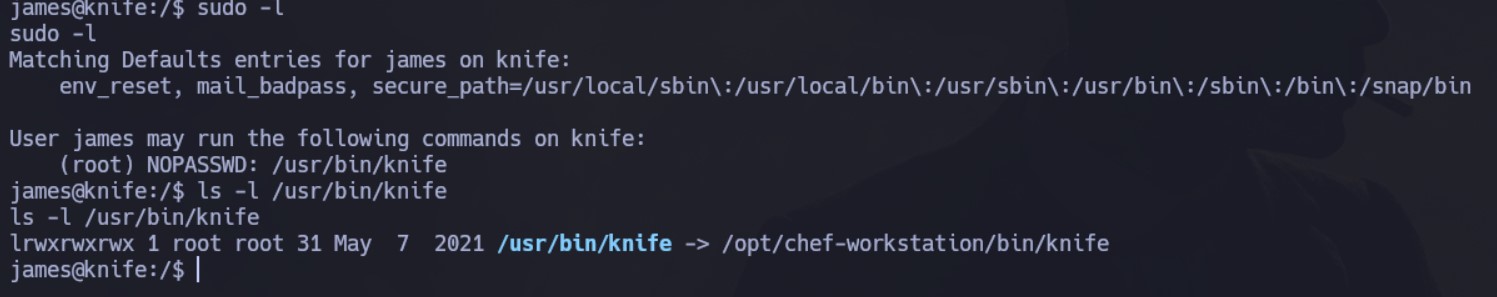 james@knife:/$ sudo -l
sudo -l
Matching Defaults entries for james on knife:
    env_reset, mail_badpass, secure_path=/usr/local/sbin\:/usr/local/bin\:/usr/sbin\:/usr/bin\:/sbin\:/bin\:/snap/bin

User james may run the following commands on knife:
    (root) NOPASSWD: /usr/bin/knife
james@knife:/$ ls -l /usr/bin/knife
ls -l /usr/bin/knife
lrwxrwxrwx 1 root root 31 May  7  2021 /usr/bin/knife -> /opt/chef-workstation/bin/knife
james@knife:/$